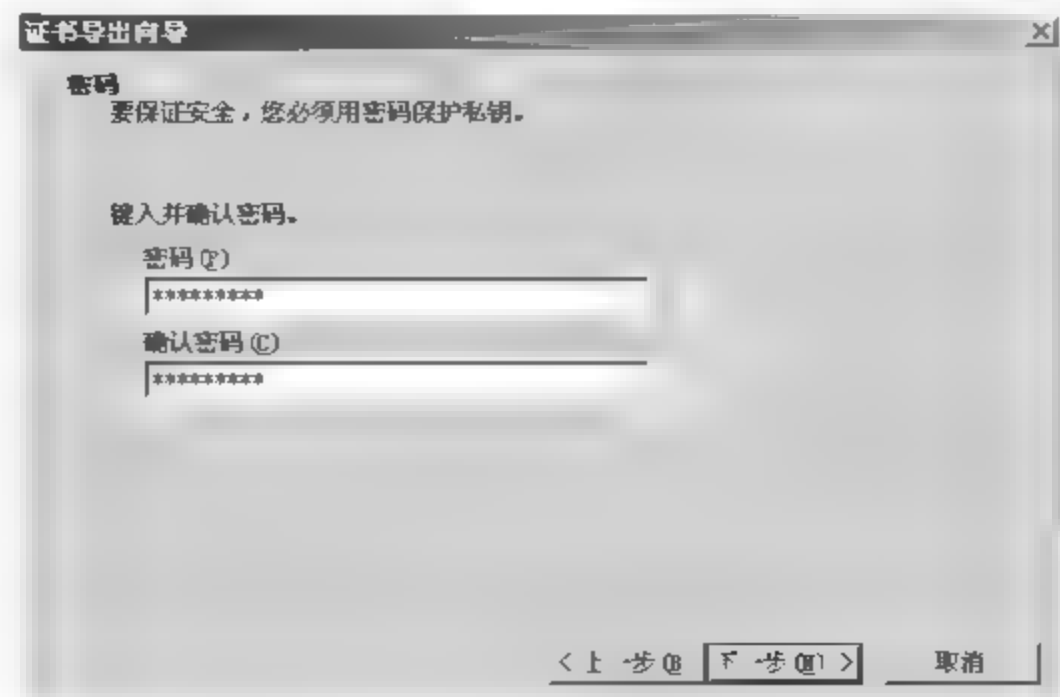 证书导出向导
密码
要保证安全，您必须用密码保护私钥。
键入并确认密码。
密码(P)
*********
确认密码(C)
*********
<上一步(B 下一步(N) > 取消